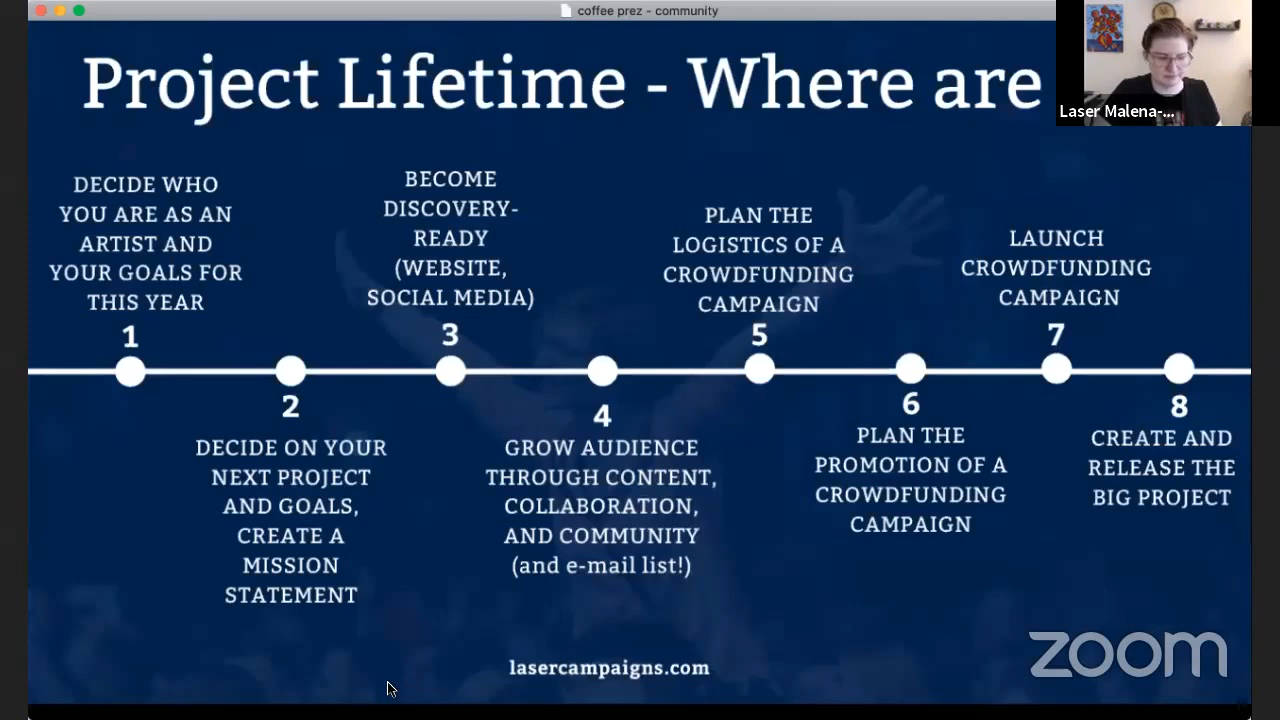 coffee prez - community
Project Lifetime - Where are
Laser Malena-...
DECIDE WHO
YOU ARE AS AN
ARTIST AND
YOUR GOALS FOR
THIS YEAR
1
2
DECIDE ON YOUR
NEXT PROJECT
AND GOALS,
CREATE A
MISSION
STATEMENT
BECOME
DISCOVERY-
READY
(WEBSITE,
SOCIAL MEDIA)
3
4
GROW AUDIENCE
THROUGH CONTENT,
COLLABORATION,
AND COMMUNITY
(and e-mail list!)
PLAN THE
LOGISTICS OF A
CROWDFUNDING
CAMPAIGN
5
6
PLAN THE
PROMOTION OF A
CROWDFUNDING
CAMPAIGN
LAUNCH
CROWDFUNDING
CAMPAIGN
7
8
CREATE AND
RELEASE THE
BIG PROJECT
lasercampaigns.com
zoom